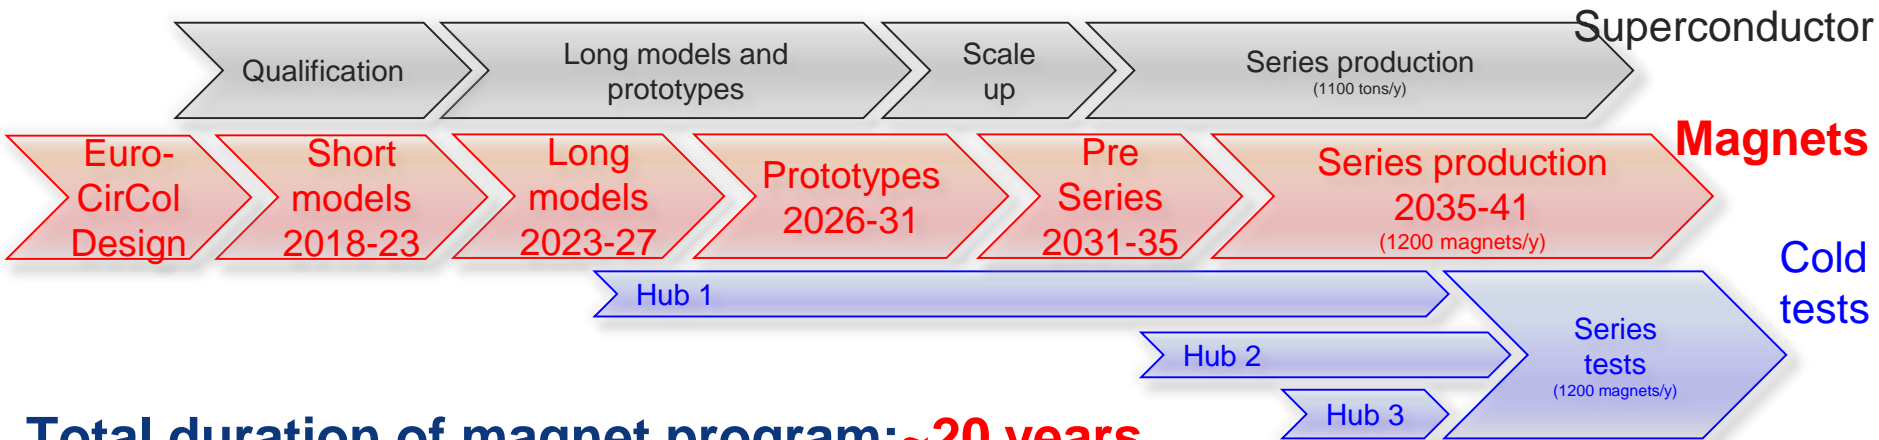 Superconductor
Qualification
Long models and
prototypes
Scale
up
Series production
(1100 tons/y)
Magnets
Euro-
CirCol
Design
Short
models
2018-23
Long
models
2023-27
Prototypes
2026-31
Pre
Series
2031-35
Series production
2035-41
(1200 magnets/y)
Cold
tests
Hub 1
Hub 2
Hub 3
Series
tests
(1200 magnets/y)
Total duration of magnet program:~20 years